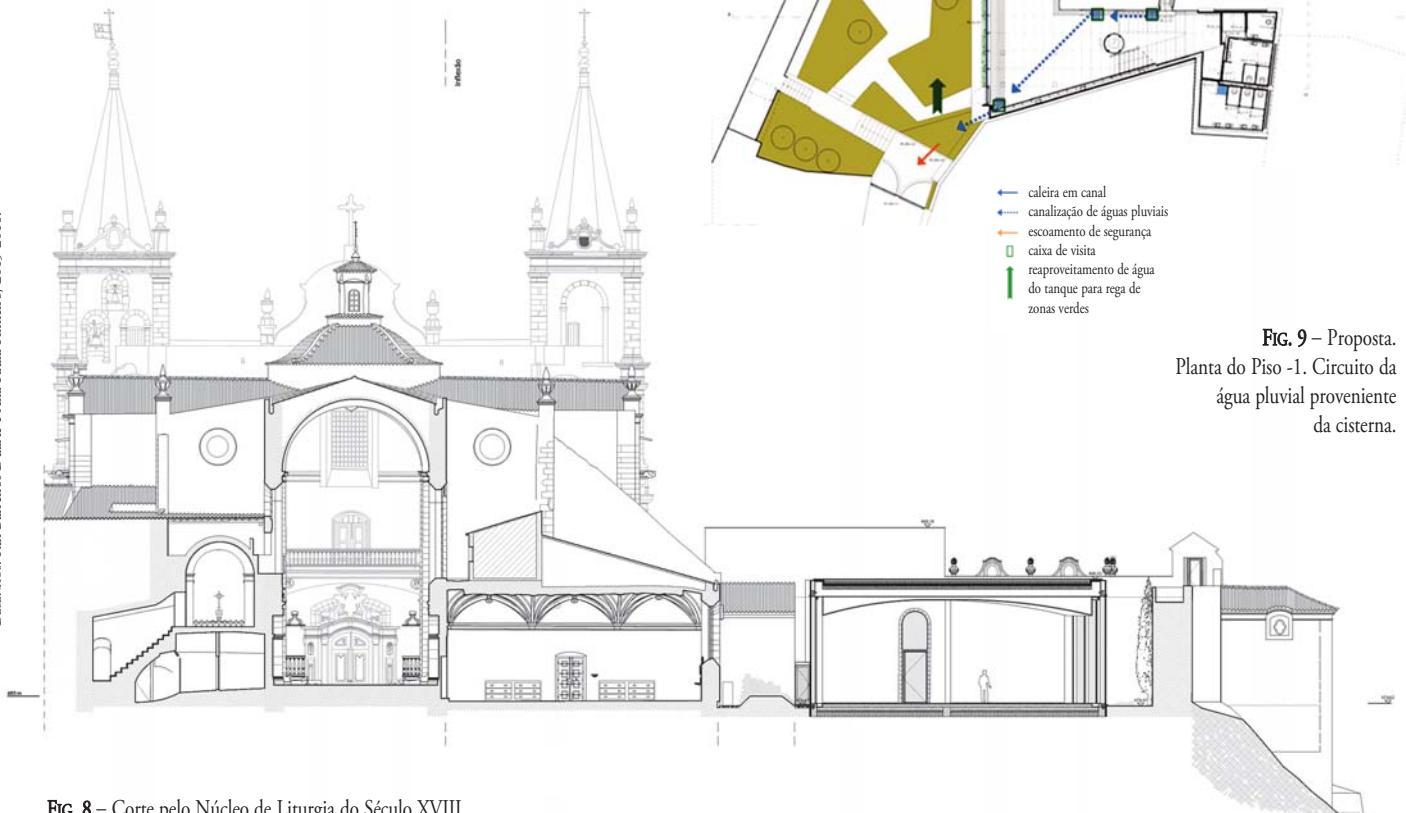 Inflexão
caleira em canal
canalização de águas pluviais
escoamento de segurança
caixa de visita
reaproveitamento de água
do tanque para rega de
zonas verdes
FIG. 9 – Proposta.
Planta do Piso -1. Circuito da
água pluvial proveniente
da cisterna.
FIG. 8 – Corte pelo Núcleo de Liturgia do Século XVIII